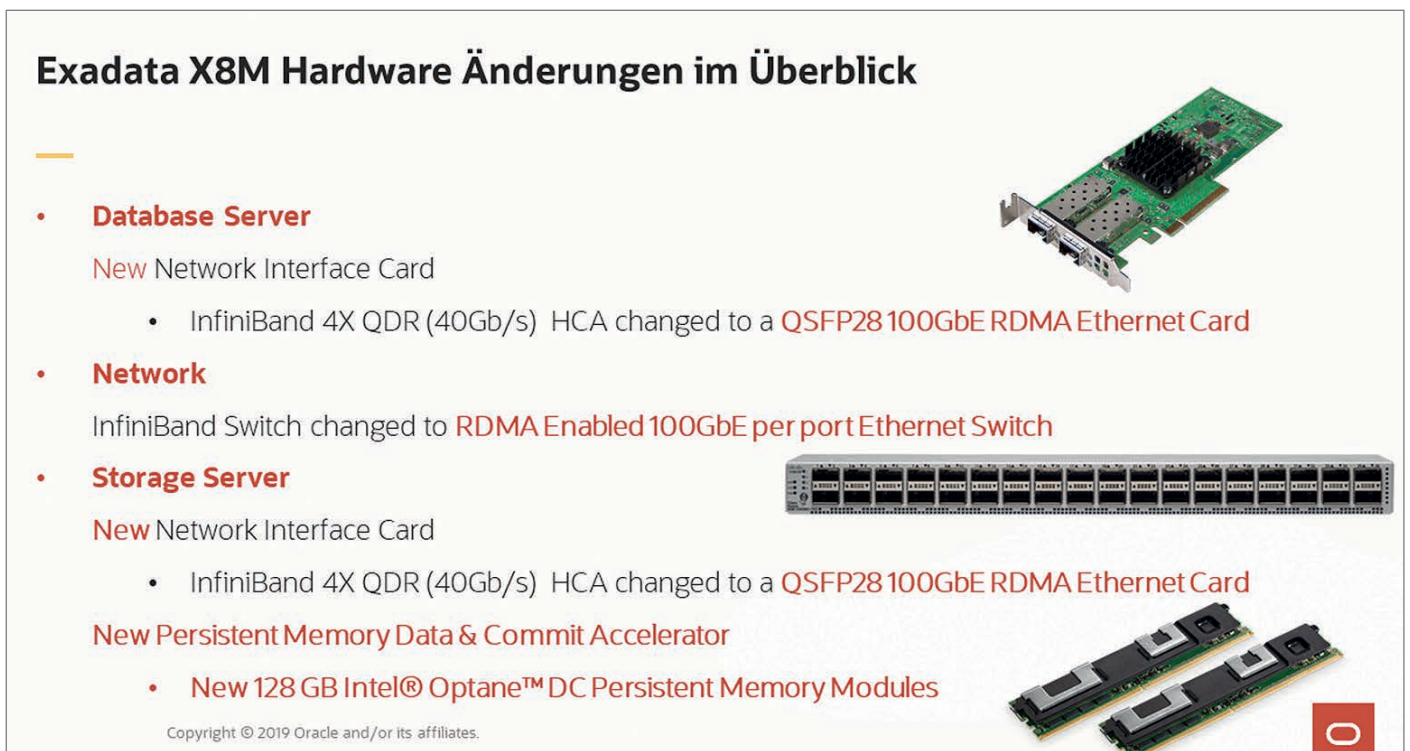 Exadata X8M Hardware Änderungen im Überblick
• Database Server
New Network Interface Card
• InfiniBand 4X QDR (40Gb/s) HCA changed to a QSFP28 100GbE RDMA Ethernet Card
• Network
InfiniBand Switch changed to RDMA Enabled 100GbE per port Ethernet Switch
• Storage Server
New Network Interface Card
• InfiniBand 4X QDR (40Gb/s) HCA changed to a QSFP28 100GbE RDMA Ethernet Card
New Persistent Memory Data & Commit Accelerator
• New 128 GB Intel® Optane™ DC Persistent Memory Modules
Copyright © 2019 Oracle and/or its affiliates.